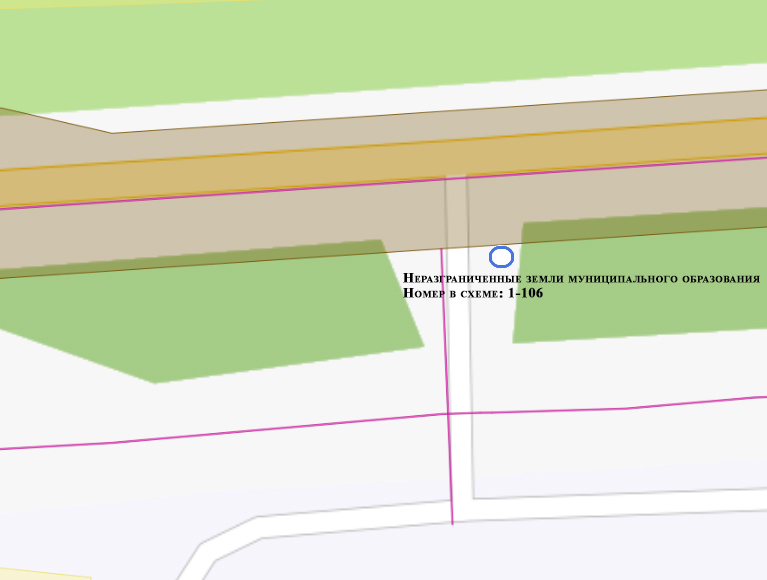 Неразграниченные земли муниципального образования
Номер в схеме: 1-106